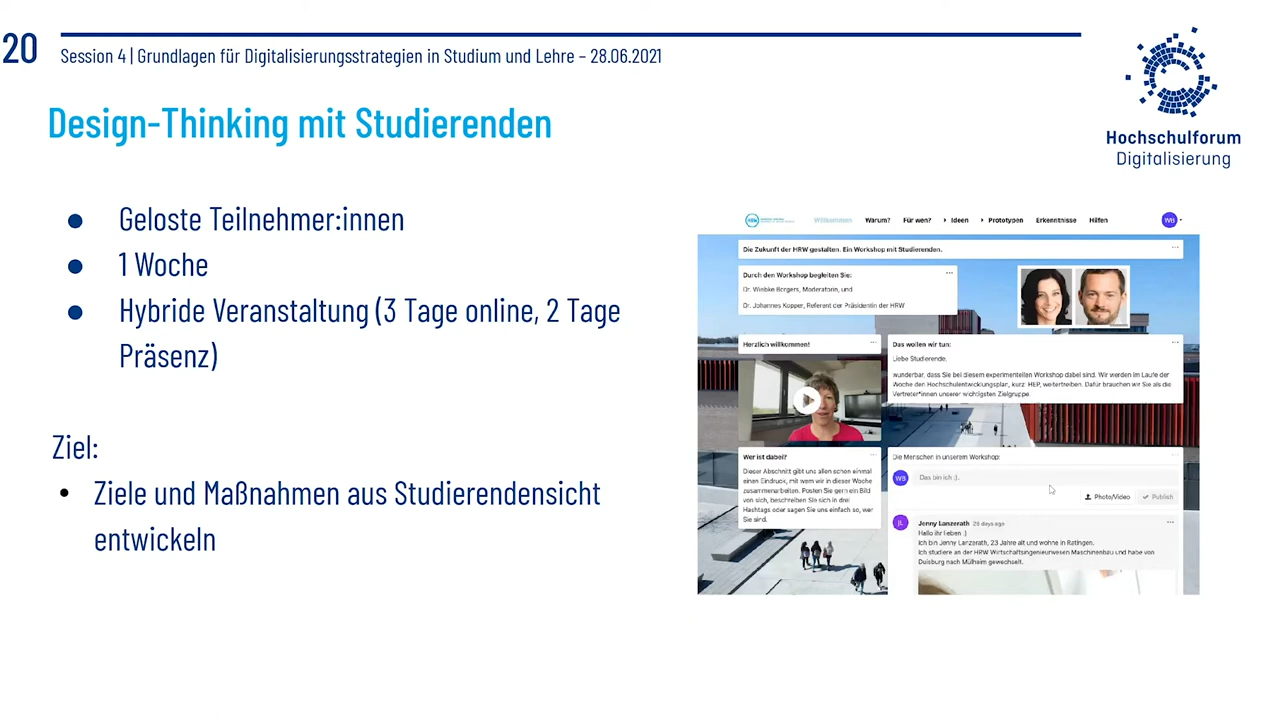 20
Session 4 | Grundlagen für Digitalisierungsstrategien in Studium und Lehre – 28.06.2021
Hochschulforum
Digitalisierung
Design-Thinking mit Studierenden
● Geloste Teilnehmer:innen
● 1 Woche
● Hybride Veranstaltung (3 Tage online, 2 Tage
Präsenz)
Ziel:
• Ziele und Maßnahmen aus Studierendensicht
entwickeln
HRW
Willkommen Warum? Für wen? Ideen Prototypen Erkenntnisse Hilfen WB
Die Zukunft der HRW gestalten. Ein Workshop mit Studierenden.
Durch den Workshop begleiten Sie:
Dr. Wiebke Borgers, Moderatorin, und
Dr. Johannes Kopper, Referent der Präsidentin der HRW
Herzlich willkommen!
Das wollen wir tun:
Liebe Studierende,
wunderbar, dass Sie bei diesem experimentellen Workshop dabei sind. Wir werden im Laufe der
Woche den Hochschulentwicklungsplan, kurz: HEP, weitertreiben. Dafür brauchen wir Sie als die
Vertreter*innen unserer wichtigsten Zielgruppe.
Wer ist dabei?
Dieser Abschnitt gibt uns allen schon einmal
einen Eindruck, mit wem wir in dieser Woche
zusammenarbeiten. Posten Sie gern ein Bild
von sich, beschreiben Sie sich in drei
Hashtags oder sagen Sie uns einfach so, wer
Sie sind.
Die Menschen in unserem Workshop:
WB Das bin ich :).
Photo/Video Publish
JL Jenny Lanzerath 29 days ago
Hallo ihr lieben :)
Ich bin Jenny Lanzerath, 23 Jahre alt und wohne in Ratingen.
Ich studiere an der HRW Wirtschaftsingenieurwesen Maschinenbau und habe von
Duisburg nach Mülheim gewechselt.